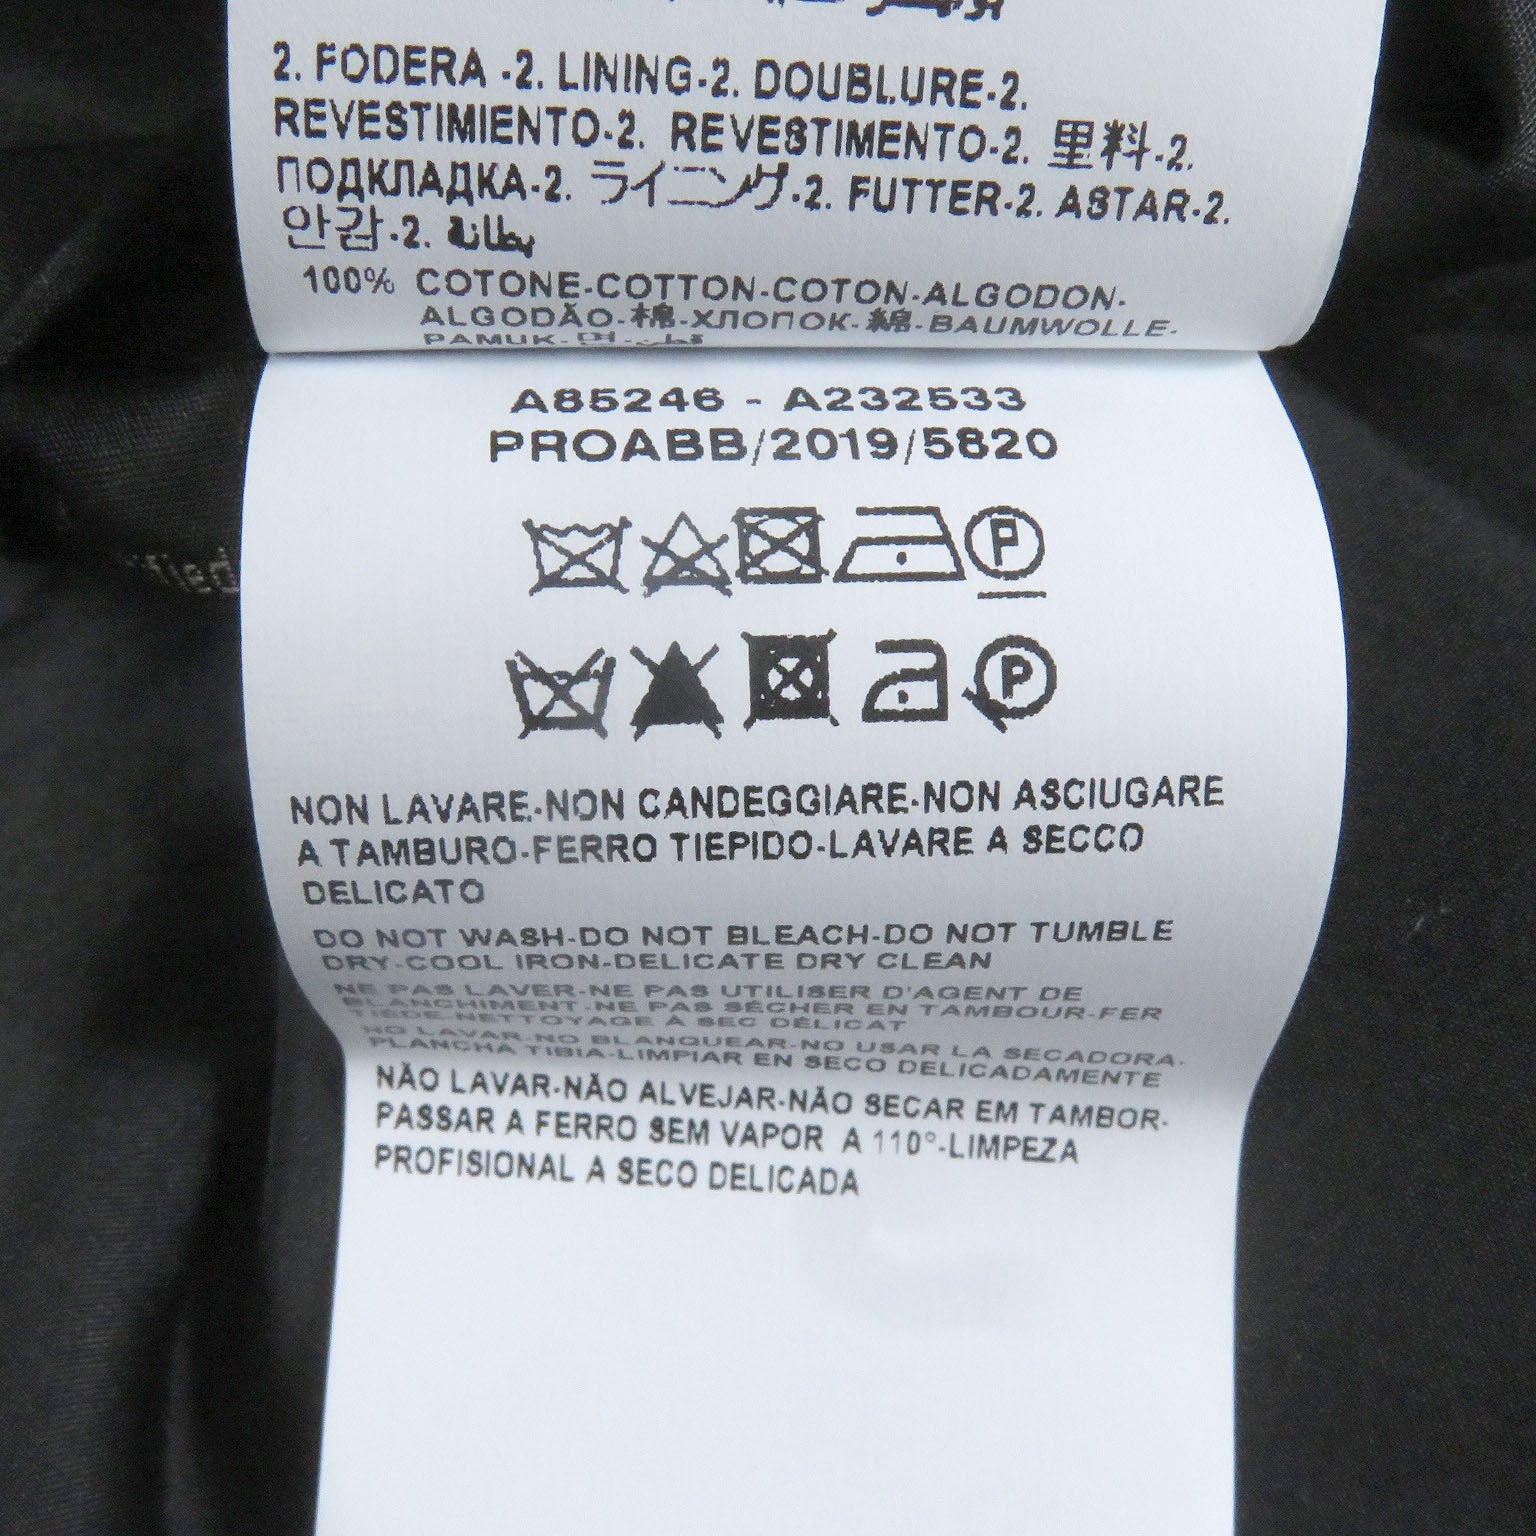 2. FODERA -2. LINING-2. DOUBLURE-2.
REVESTIMIENTO-2. REVESTIMENTO-2. 里料-2.
ПОДКЛАДКА-2. ライニング-2. FUTTER-2. ASTAR-2.
안감-2. بطانة
100% COTONE-COTTON-COTON-ALGODON-
ALGODÃO-棉-ХЛОПОК-綿-BAUMWOLLE-
PAMUK-면-قطن
A85246 - A232533
PROABB/2019/5820
P
P
NON LAVARE-NON CANDEGGIARE-NON ASCIUGARE
A TAMBURO-FERRO TIEPIDO-LAVARE A SECCO
DELICATO
DO NOT WASH-DO NOT BLEACH-DO NOT TUMBLE
DRY-COOL IRON-DELICATE DRY CLEAN
NE PAS LAVER-NE PAS UTILISER D'AGENT DE
BLANCHIMENT-NE PAS SÉCHER EN TAMBOUR-FER
TIEDE-NETTOYAGE À SEC DÉLICAT
NO LAVAR-NO BLANQUEAR-NO USAR LA SECADORA-
PLANCHA TIBIA-LIMPIAR EN SECO DELICADAMENTE
NÃO LAVAR-NÃO ALVEJAR-NÃO SECAR EM TAMBOR-
PASSAR A FERRO SEM VAPOR A 110°-LIMPEZA
PROFISIONAL A SECO DELICADA